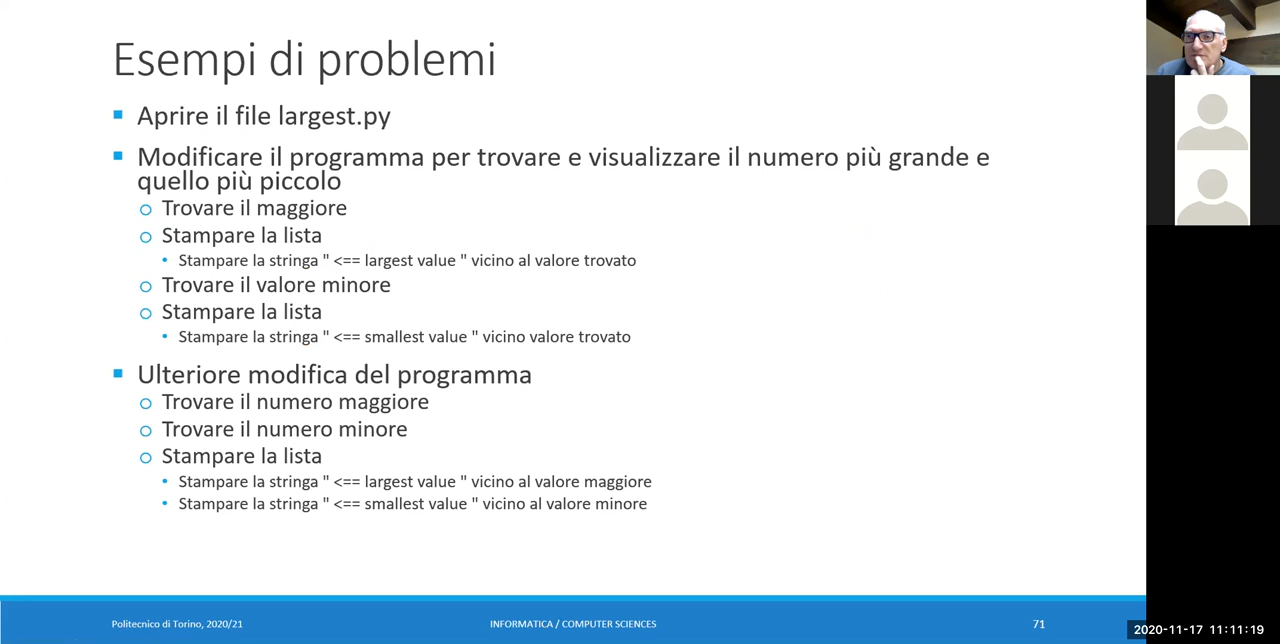 Esempi di problemi
Aprire il file largest.py
Modificare il programma per trovare e visualizzare il numero più grande e
quello più piccolo
Trovare il maggiore
Stampare la lista
Stampare la stringa " <== largest value " vicino al valore trovato
Trovare il valore minore
Stampare la lista
Stampare la stringa " <== smallest value " vicino valore trovato
Ulteriore modifica del programma
Trovare il numero maggiore
Trovare il numero minore
Stampare la lista
Stampare la stringa " <== largest value " vicino al valore maggiore
Stampare la stringa " <== smallest value " vicino al valore minore
Politecnico di Torino, 2020/21
INFORMATICA / COMPUTER SCIENCES
71
2020-11-17 11:11:19